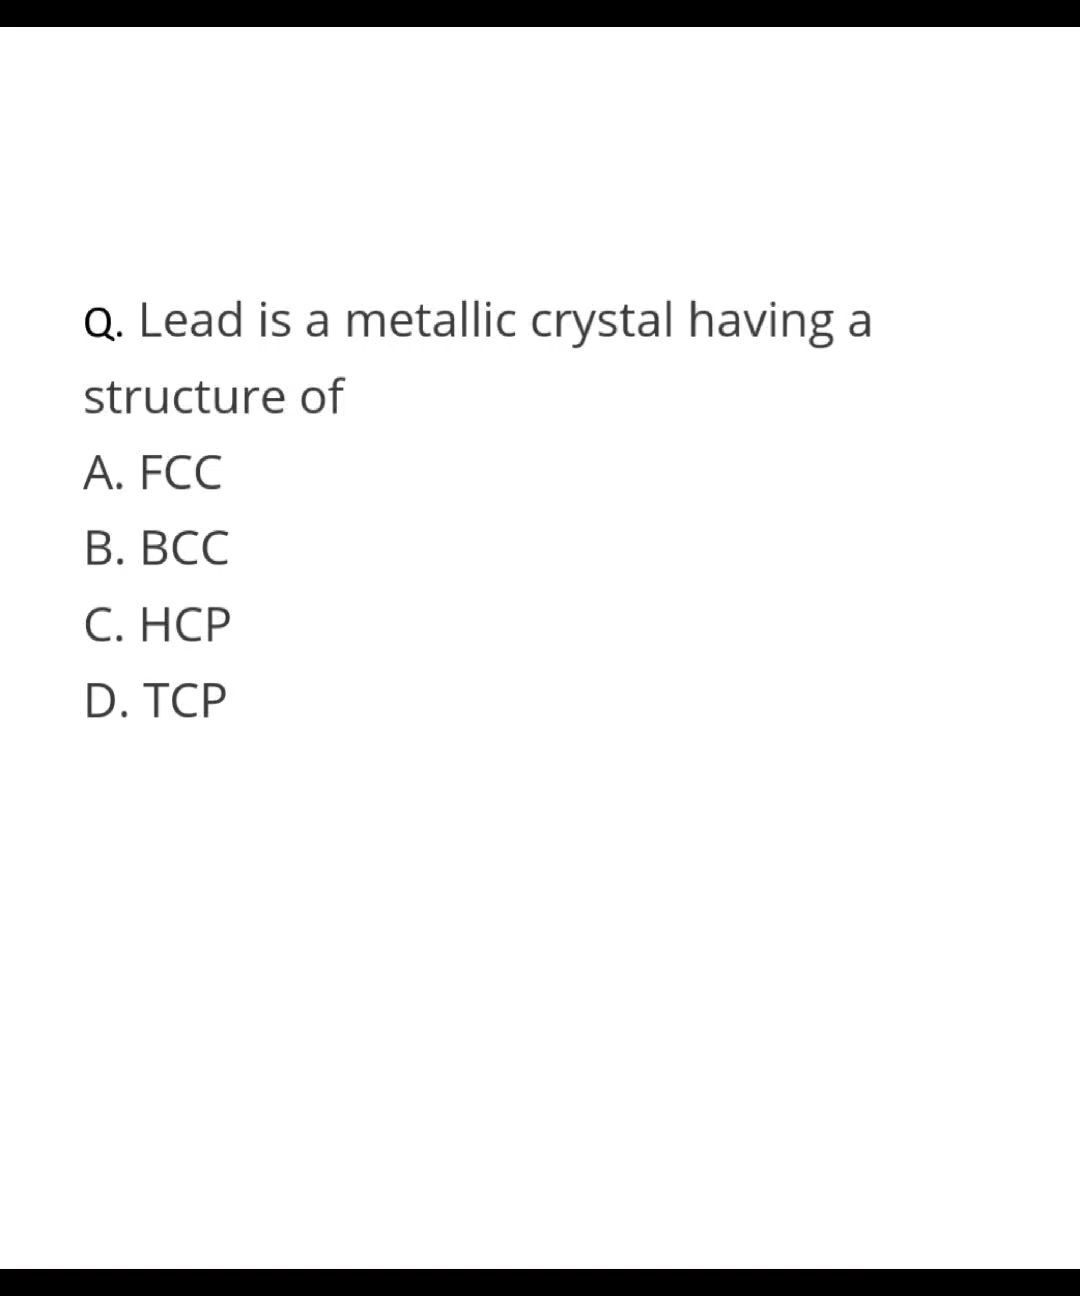 Q. Lead is a metallic crystal having a
structure of
A. FCC
B. BCC
C. HCP
D. TCP